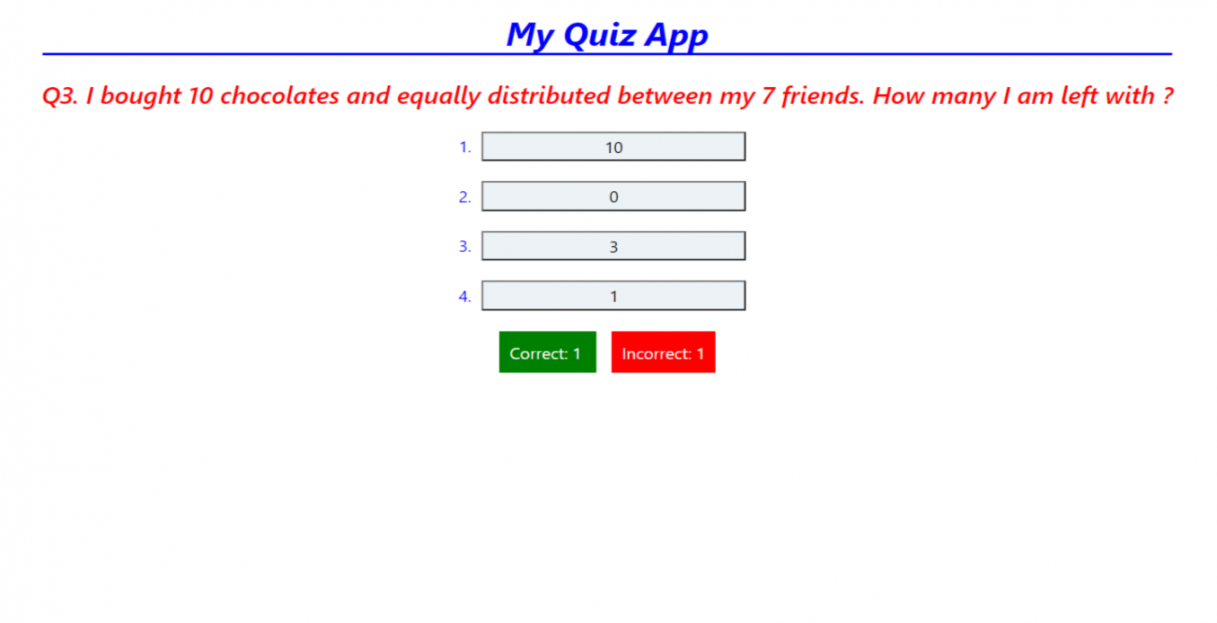 My Quiz App
Q3. I bought 10 chocolates and equally distributed between my 7 friends. How many I am left with ?
1. 10
2. 0
3. 3
4. 1
Correct: 1 Incorrect: 1